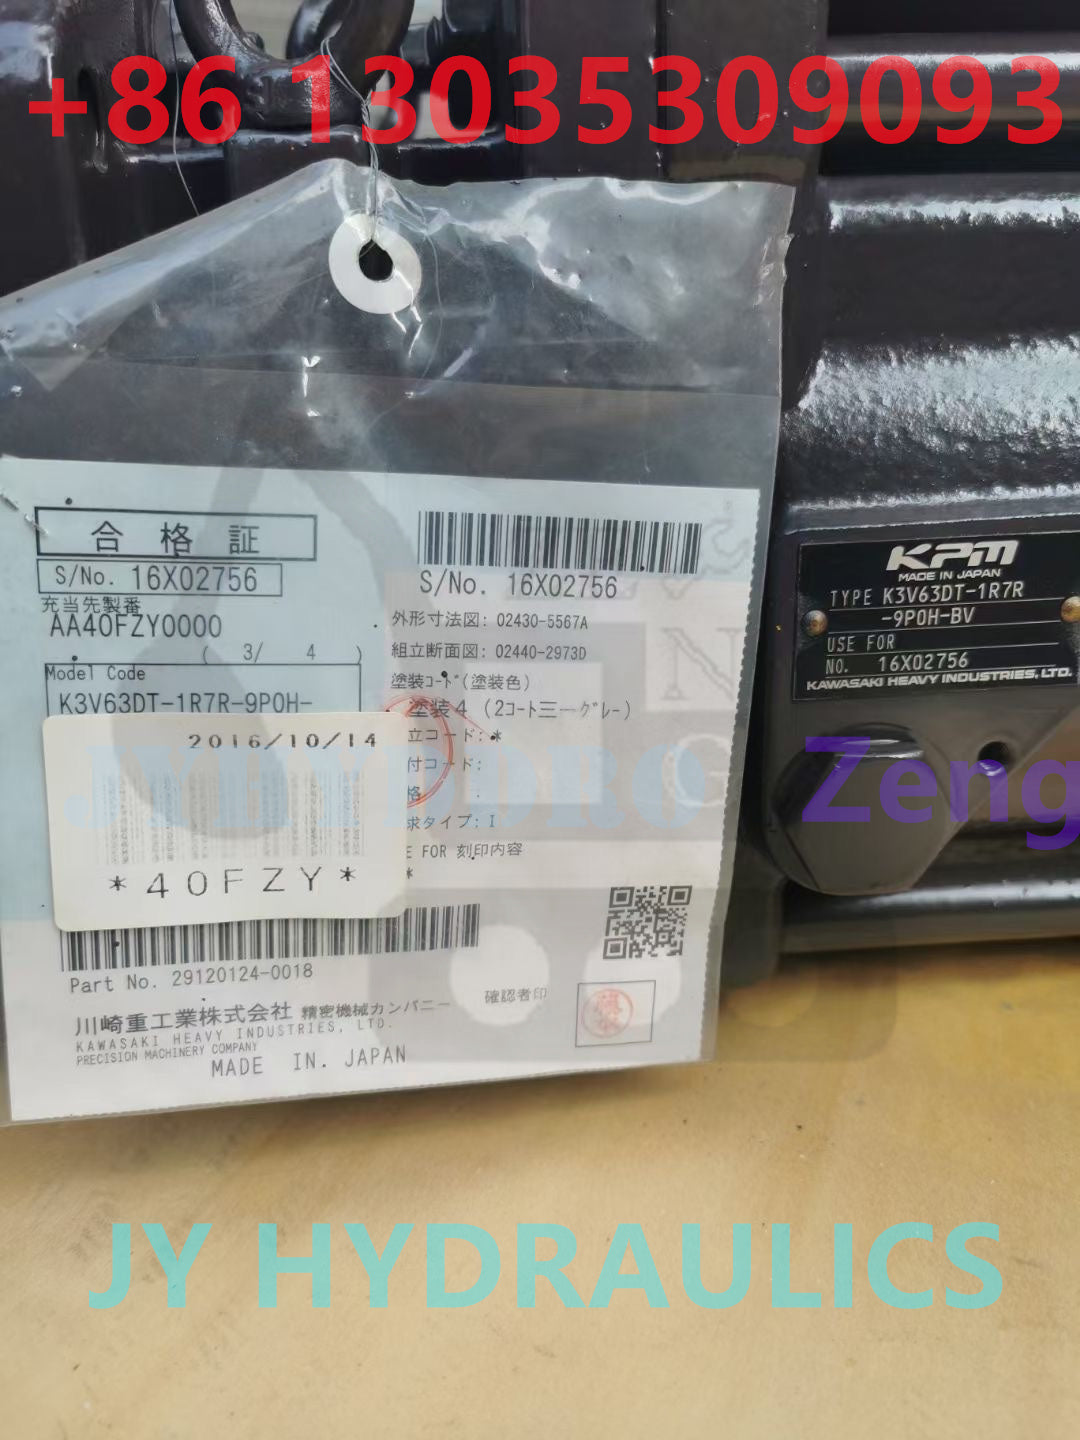 +86 13035309093
合格証
S/No. 16X02756
充当先製番
AA40FZY0000
( 3/ 4 )
Model Code
K3V63DT-1R7R-9P0H-
2016/10/14
*40FZY*
Part No. 29120124-0018
川崎重工業株式会社 精密機械カンパニー
KAWASAKI HEAVY INDUSTRIES, LTD.
PRECISION MACHINERY COMPANY
MADE IN. JAPAN
S/No. 16X02756
外形寸法図: 02430-5567A
組立断面図: 02440-2973D
塗装ｺｰﾄﾞ(塗装色)
塗装4 (2ｺｰﾄ三一ｸﾞﾚｰ)
立コード: *
付コード:
格 :
求タイプ: I
E FOR 刻印内容
*
確認者印
KPM
MADE IN JAPAN
TYPE K3V63DT-1R7R
-9P0H-BV
USE FOR
NO. 16X02756
KAWASAKI HEAVY INDUSTRIES, LTD.
JYHYDRO
Zeng
JY HYDRAULICS